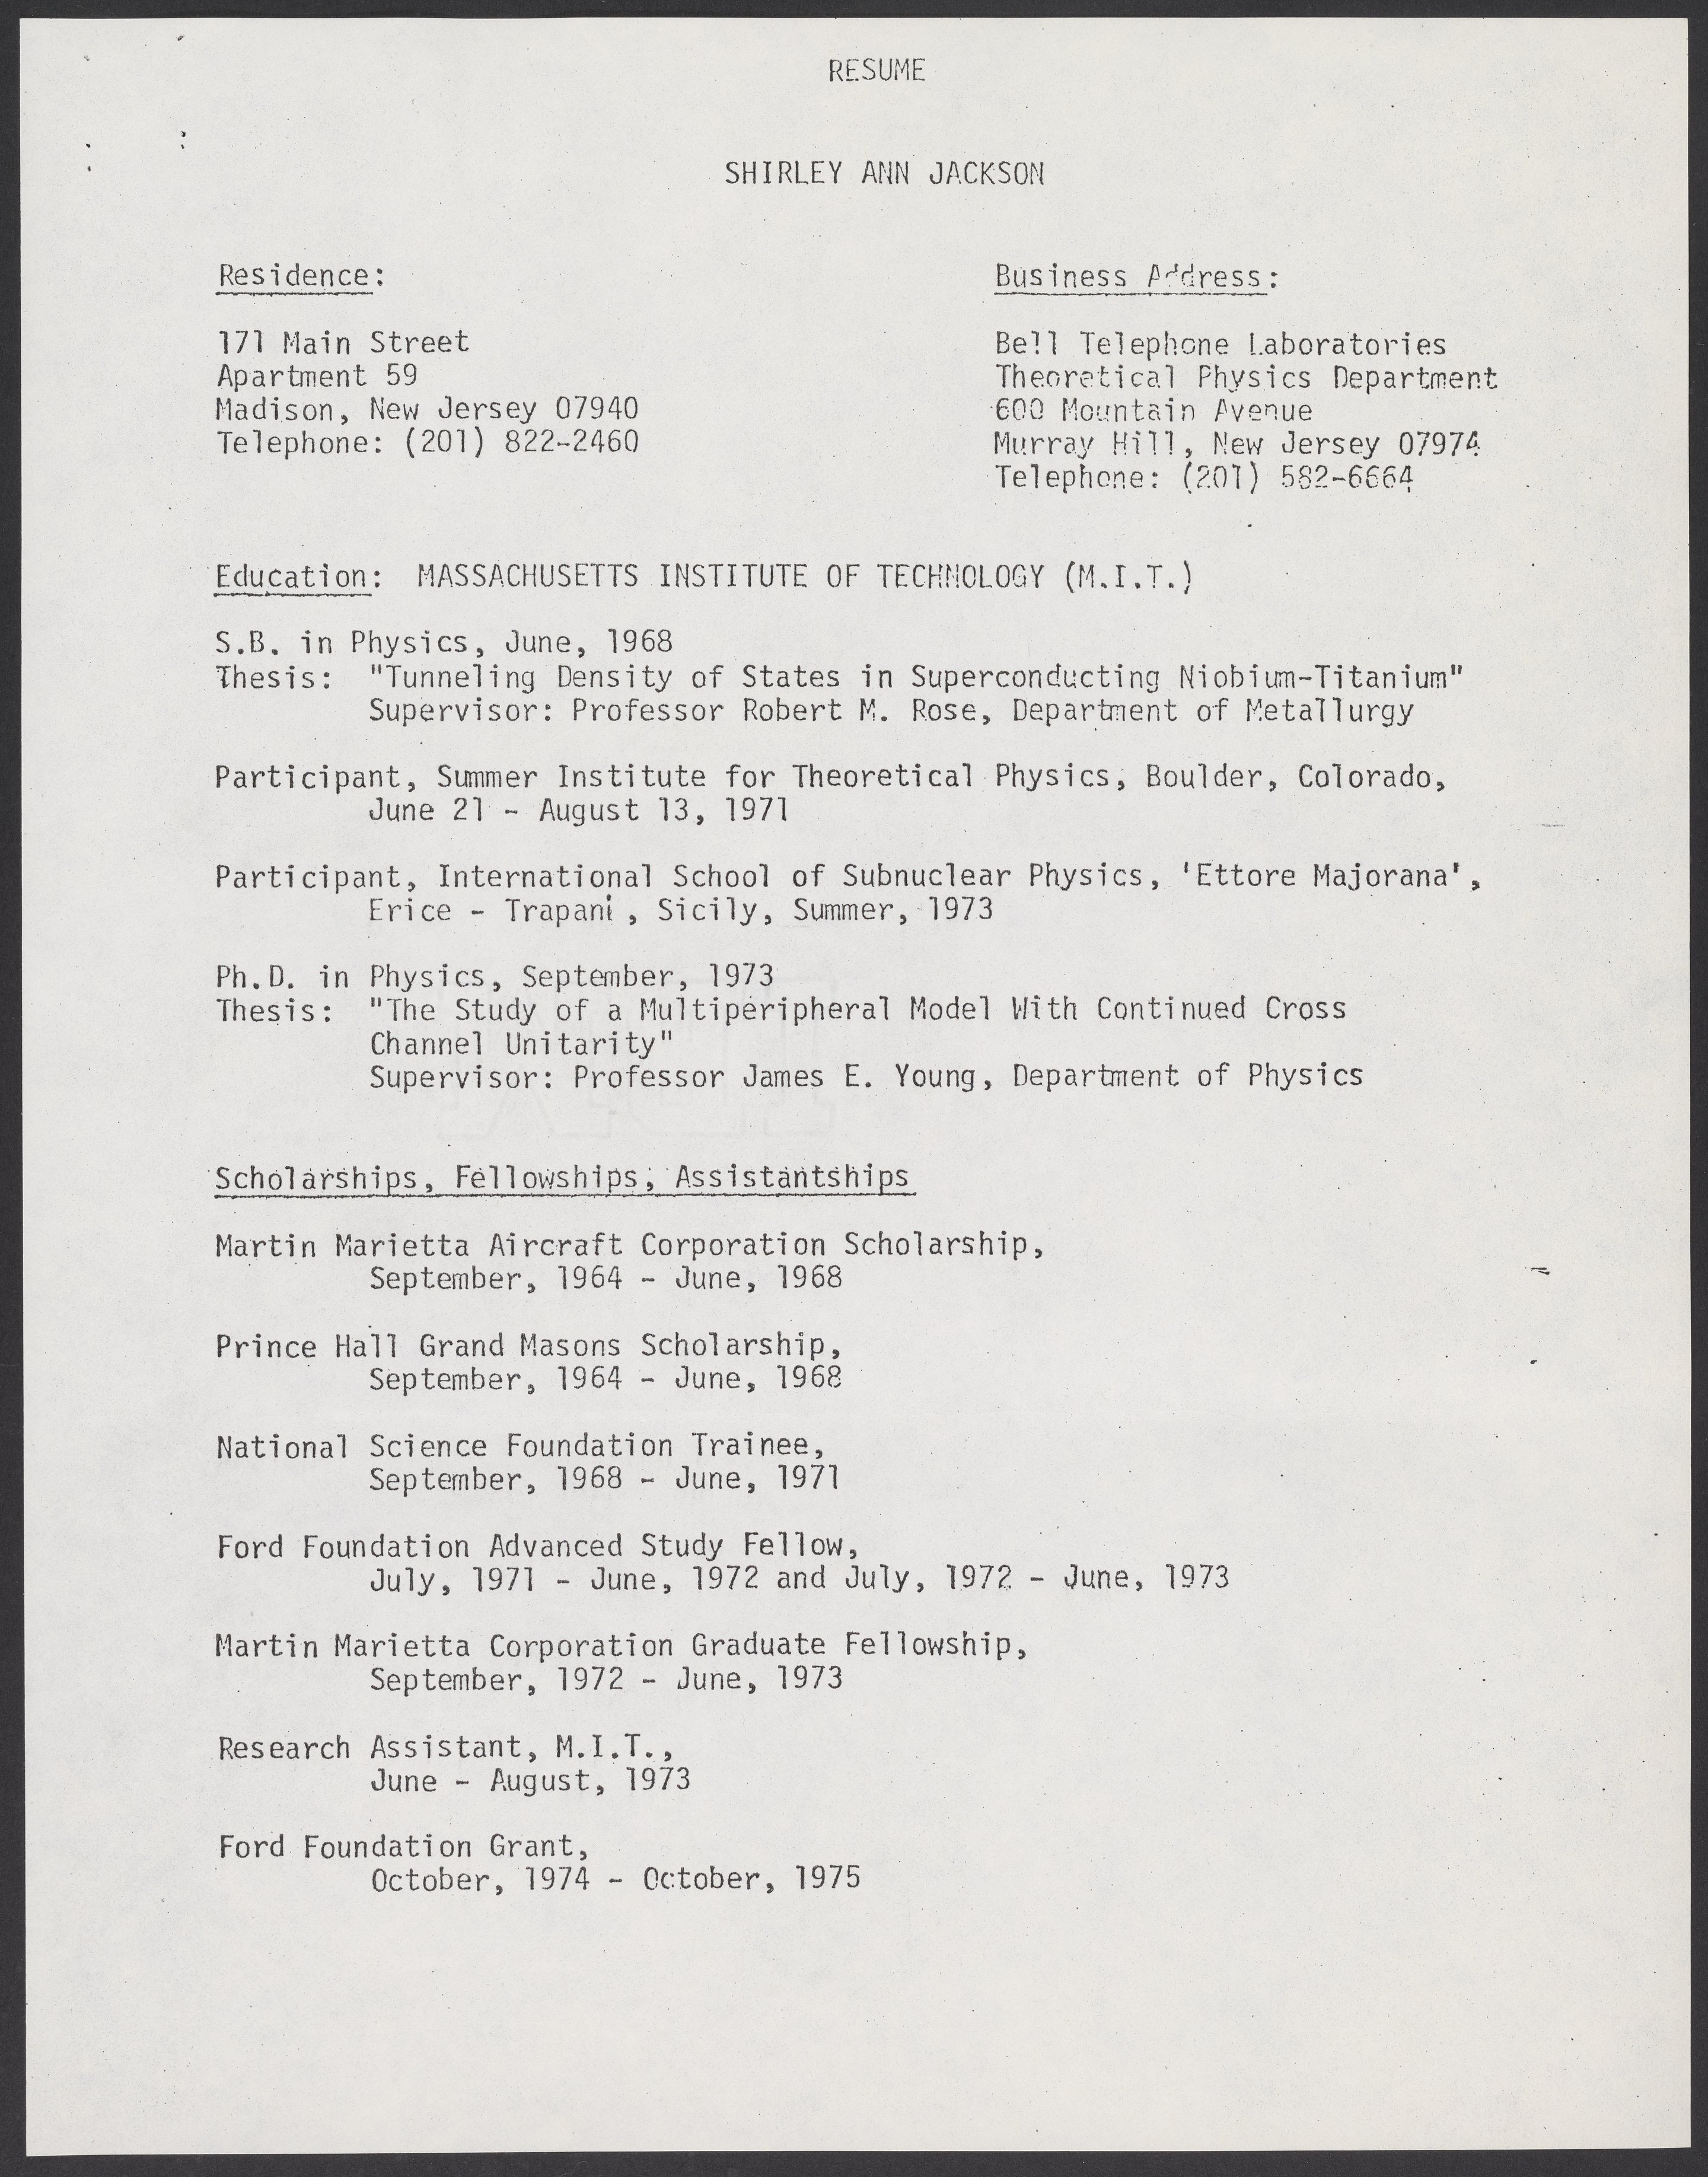 RESUME
SHIRLEY ANN JACKSON
Residence:
171 Main Street
Apartment 59
Madison, New Jersey 07940
Telephone: (201) 822-2460
Business Address:
Bell Telephone Laboratories
Theoretical Physics Department
600 Mountain Avenue
Murray Hill, New Jersey 07974
Telephone: (201) 582-6664
Education: MASSACHUSETTS INSTITUTE OF TECHNOLOGY (M.I.T.)
S.B. in Physics, June, 1968
Thesis: "Tunneling Density of States in Superconducting Niobium-Titanium"
Supervisor: Professor Robert M. Rose, Department of Metallurgy
Participant, Summer Institute for Theoretical Physics, Boulder, Colorado,
June 21 - August 13, 1971
Participant, International School of Subnuclear Physics, 'Ettore Majorana',
Erice - Trapani , Sicily, Summer, 1973
Ph.D. in Physics, September, 1973
Thesis: "The Study of a Multiperipheral Model With Continued Cross
Channel Unitarity"
Supervisor: Professor James E. Young, Department of Physics
Scholarships, Fellowships, Assistantships
Martin Marietta Aircraft Corporation Scholarship,
September, 1964 - June, 1968
Prince Hall Grand Masons Scholarship,
September, 1964 - June, 1968
National Science Foundation Trainee,
September, 1968 - June, 1971
Ford Foundation Advanced Study Fellow,
July, 1971 - June, 1972 and July, 1972 - June, 1973
Martin Marietta Corporation Graduate Fellowship,
September, 1972 - June, 1973
Research Assistant, M.I.T.,
June - August, 1973
Ford Foundation Grant,
October, 1974 - October, 1975